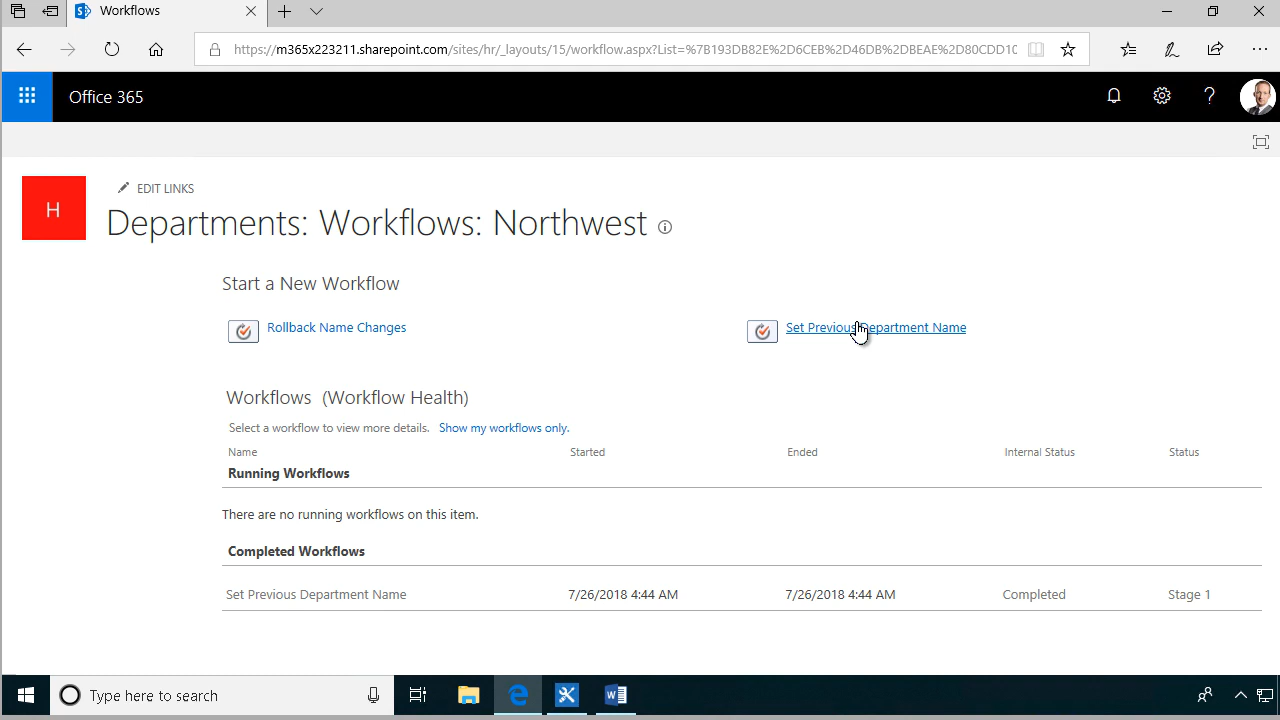 Workflows
https://m365x223211.sharepoint.com/sites/hr/_layouts/15/workflow.aspx?List=%7B193DB82E%2D6CEB%2D46DB%2DBEAE%2D80CDD10
Office 365
H
EDIT LINKS
Departments: Workflows: Northwest
Start a New Workflow
Rollback Name Changes
Set Previous Department Name
Workflows (Workflow Health)
Select a workflow to view more details. Show my workflows only.
Name Started Ended Internal Status Status
Running Workflows
There are no running workflows on this item.
Completed Workflows
Set Previous Department Name 7/26/2018 4:44 AM 7/26/2018 4:44 AM Completed Stage 1
Type here to search